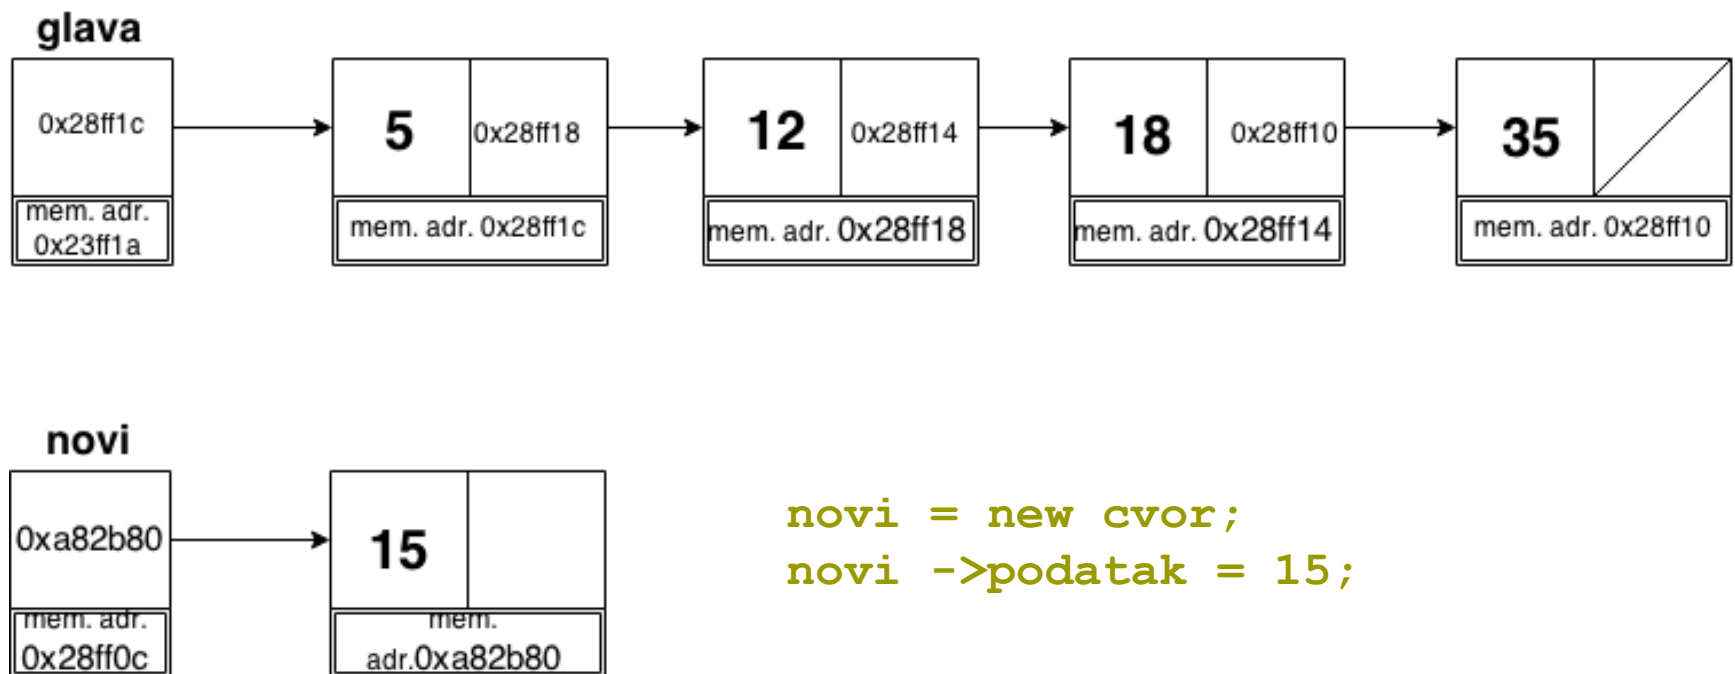 glava
0x28ff1c
5
0x28ff18
12
0x28ff14
18
0x28ff10
35
mem. adr.
0x23ff1a
mem. adr. 0x28ff1c
mem. adr. 0x28ff18
mem. adr. 0x28ff14
mem. adr. 0x28ff10
novi
0xa82b80
15
mem. adr.
0x28ff0c
mem.
adr.0xa82b80
novi = new cvor;
novi ->podatak = 15;